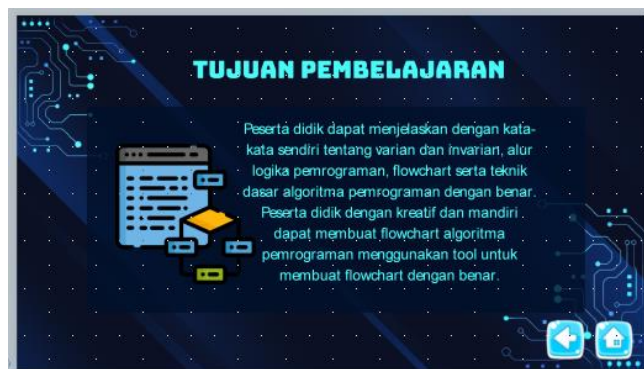 TUJUAN PEMBELAJARAN
Peserta didik dapat menjelaskan dengan kata-
kata sendiri tentang varian dan invarian, alur
logika pemrograman, flowchart serta teknik
dasar algoritma pemrograman dengan benar.
Peserta didik dengan kreatif dan mandiri
dapat membuat flowchart algoritma
pemrograman menggunakan tool untuk
membuat flowchart dengan benar.